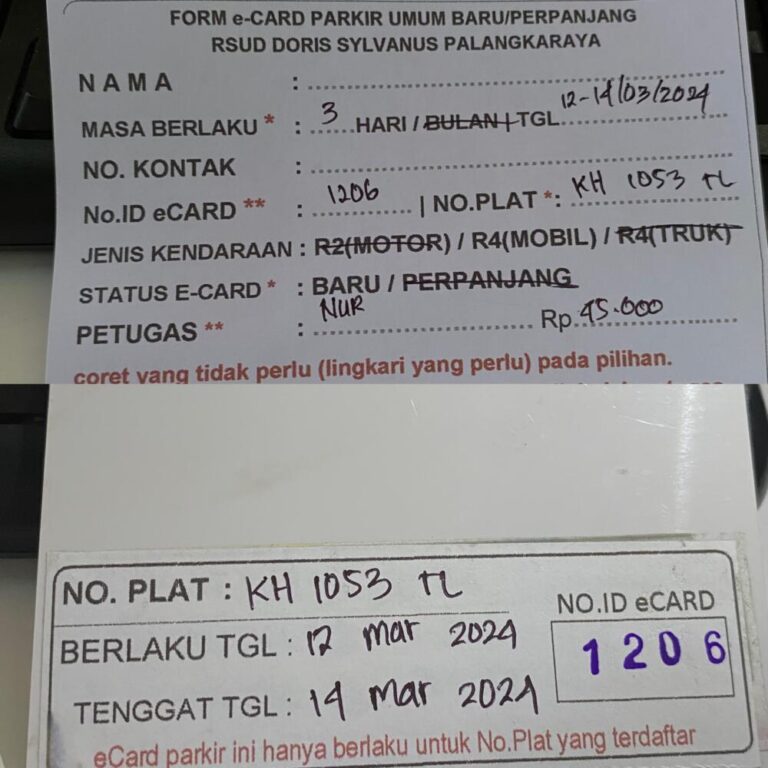 FORM e-CARD PARKIR UMUM BARU/PERPANJANG
RSUD DORIS SYLVANUS PALANGKARAYA
NAMA :
MASA BERLAKU * : 3 HARI / BULAN | TGL 12-14/03/2024
NO. KONTAK :
No.ID eCARD ** : 1206 | NO.PLAT *: KH 1053 TL
JENIS KENDARAAN : R2(MOTOR) / R4(MOBIL) / R4(TRUK)
STATUS E-CARD * : BARU / PERPANJANG
PETUGAS ** : NUR Rp. 45.000
coret yang tidak perlu (lingkari yang perlu) pada pilihan.
NO. PLAT : KH 1053 TL
NO.ID eCARD
BERLAKU TGL : 12 Mar 2024
1206
TENGGAT TGL : 14 Mar 2024
eCard parkir ini hanya berlaku untuk No.Plat yang terdaftar